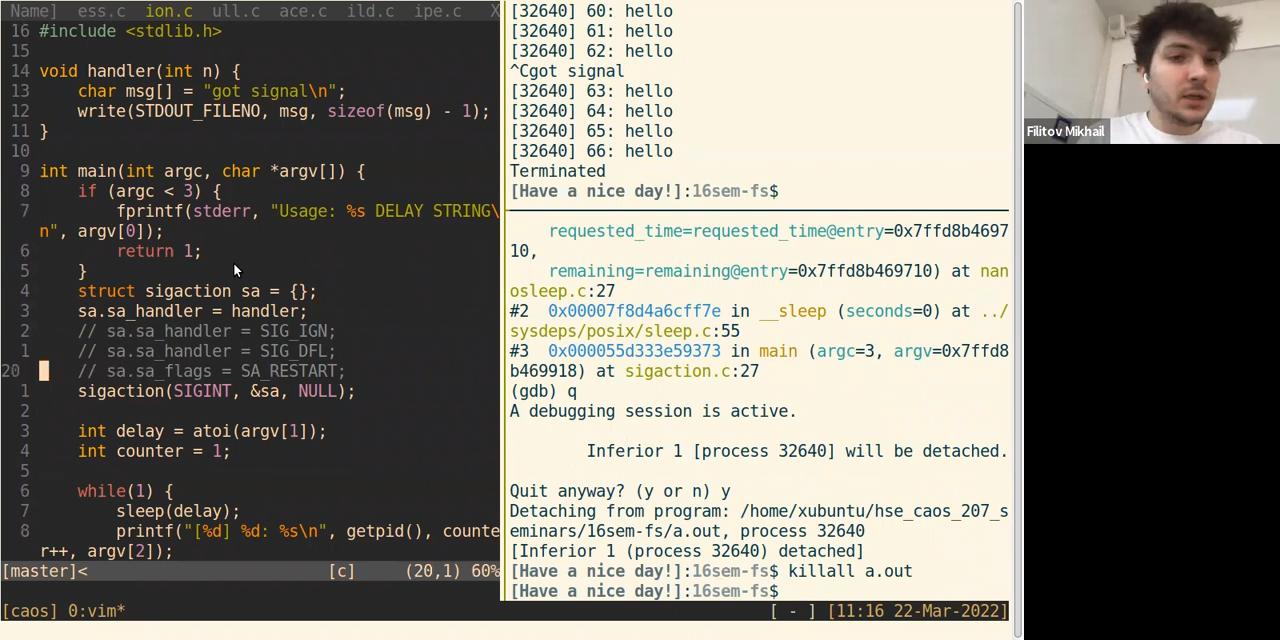 Name] ess.c ion.c ull.c ace.c ild.c ipe.c X
16 #include <stdlib.h>
15
14 void handler(int n) {
13     char msg[] = "got signal\n";
12     write(STDOUT_FILENO, msg, sizeof(msg) - 1);
11 }
10
9 int main(int argc, char *argv[]) {
8     if (argc < 3) {
7         fprintf(stderr, "Usage: %s DELAY STRING\
n", argv[0]);
6         return 1;
5     }
4     struct sigaction sa = {};
3     sa.sa_handler = handler;
2     // sa.sa_handler = SIG_IGN;
1     // sa.sa_handler = SIG_DFL;
20     // sa.sa_flags = SA_RESTART;
1     sigaction(SIGINT, &sa, NULL);
2
3     int delay = atoi(argv[1]);
4     int counter = 1;
5
6     while(1) {
7         sleep(delay);
8         printf("[%d] %d: %s\n", getpid(), counte
r++, argv[2]);
[master]< [c] (20,1) 60%
[32640] 60: hello
[32640] 61: hello
[32640] 62: hello
^Cgot signal
[32640] 63: hello
[32640] 64: hello
[32640] 65: hello
[32640] 66: hello
Terminated
[Have a nice day!]:16sem-fs$
requested_time=requested_time@entry=0x7ffd8b4697
10,
remaining=remaining@entry=0x7ffd8b469710) at nan
osleep.c:27
#2  0x00007f8d4a6cff7e in __sleep (seconds=0) at ../
sysdeps/posix/sleep.c:55
#3  0x000055d333e59373 in main (argc=3, argv=0x7ffd8
b469918) at sigaction.c:27
(gdb) q
A debugging session is active.
Inferior 1 [process 32640] will be detached.
Quit anyway? (y or n) y
Detaching from program: /home/xubuntu/hse_caos_207_s
eminars/16sem-fs/a.out, process 32640
[Inferior 1 (process 32640) detached]
[Have a nice day!]:16sem-fs$ killall a.out
[Have a nice day!]:16sem-fs$
[caos] 0:vim* [ - ] [11:16 22-Mar-2022]
Filitov Mikhail